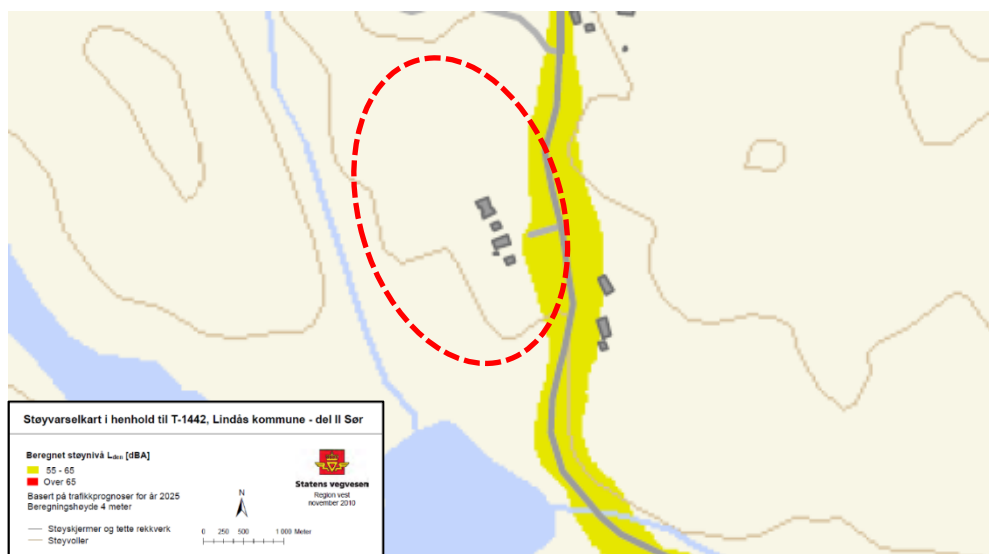 Støyvarselkart i henhold til T-1442, Lindås kommune - del II Sør
Beregnet støynivå Lden [dBA]
55 - 65
Over 65
Basert på trafikkprognoser for år 2025
Beregningshøyde 4 meter
Støyskjermer og tette rekkverk
Støyvoller
N
0 250 500 1 000 Meter
Statens vegvesen
Region vest
november 2010